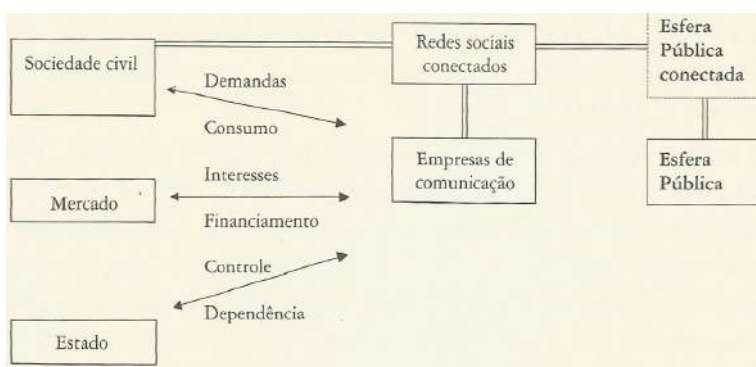 Sociedade civil
Redes sociais
conectados
Esfera
Pública
conectada
Demandas
Consumo
Empresas de
comunicação
Esfera
Pública
Interesses
Mercado
Financiamento
Controle
Dependência
Estado